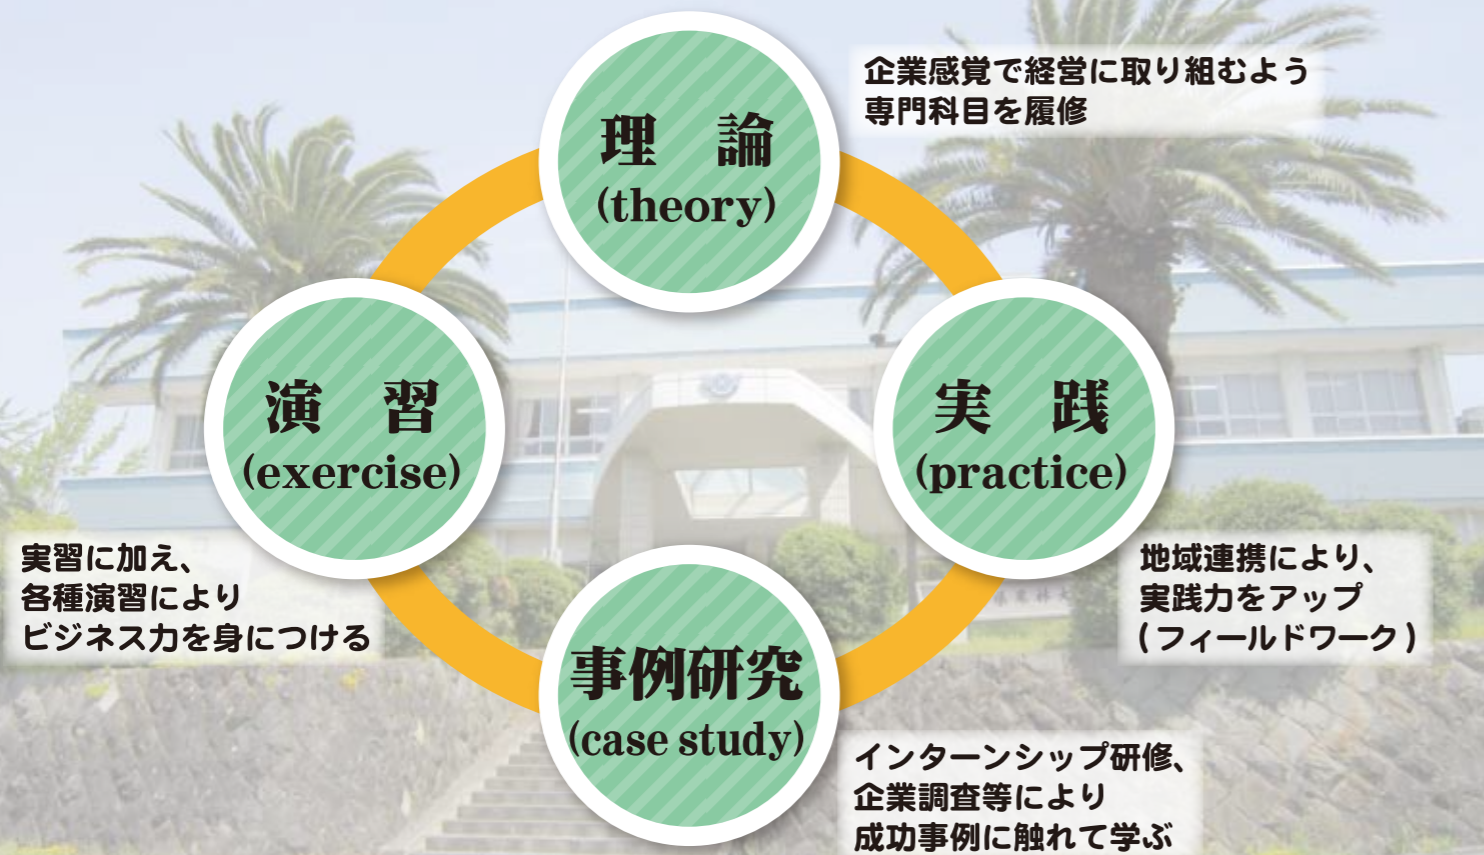 理　論
(theory)
企業感覚で経営に取り組むよう
専門科目を履修
実　践
(practice)
地域連携により、
実践力をアップ
(フィールドワーク)
事例研究
(case study)
インターンシップ研修、
企業調査等により
成功事例に触れて学ぶ
演　習
(exercise)
実習に加え、
各種演習により
ビジネス力を身につける